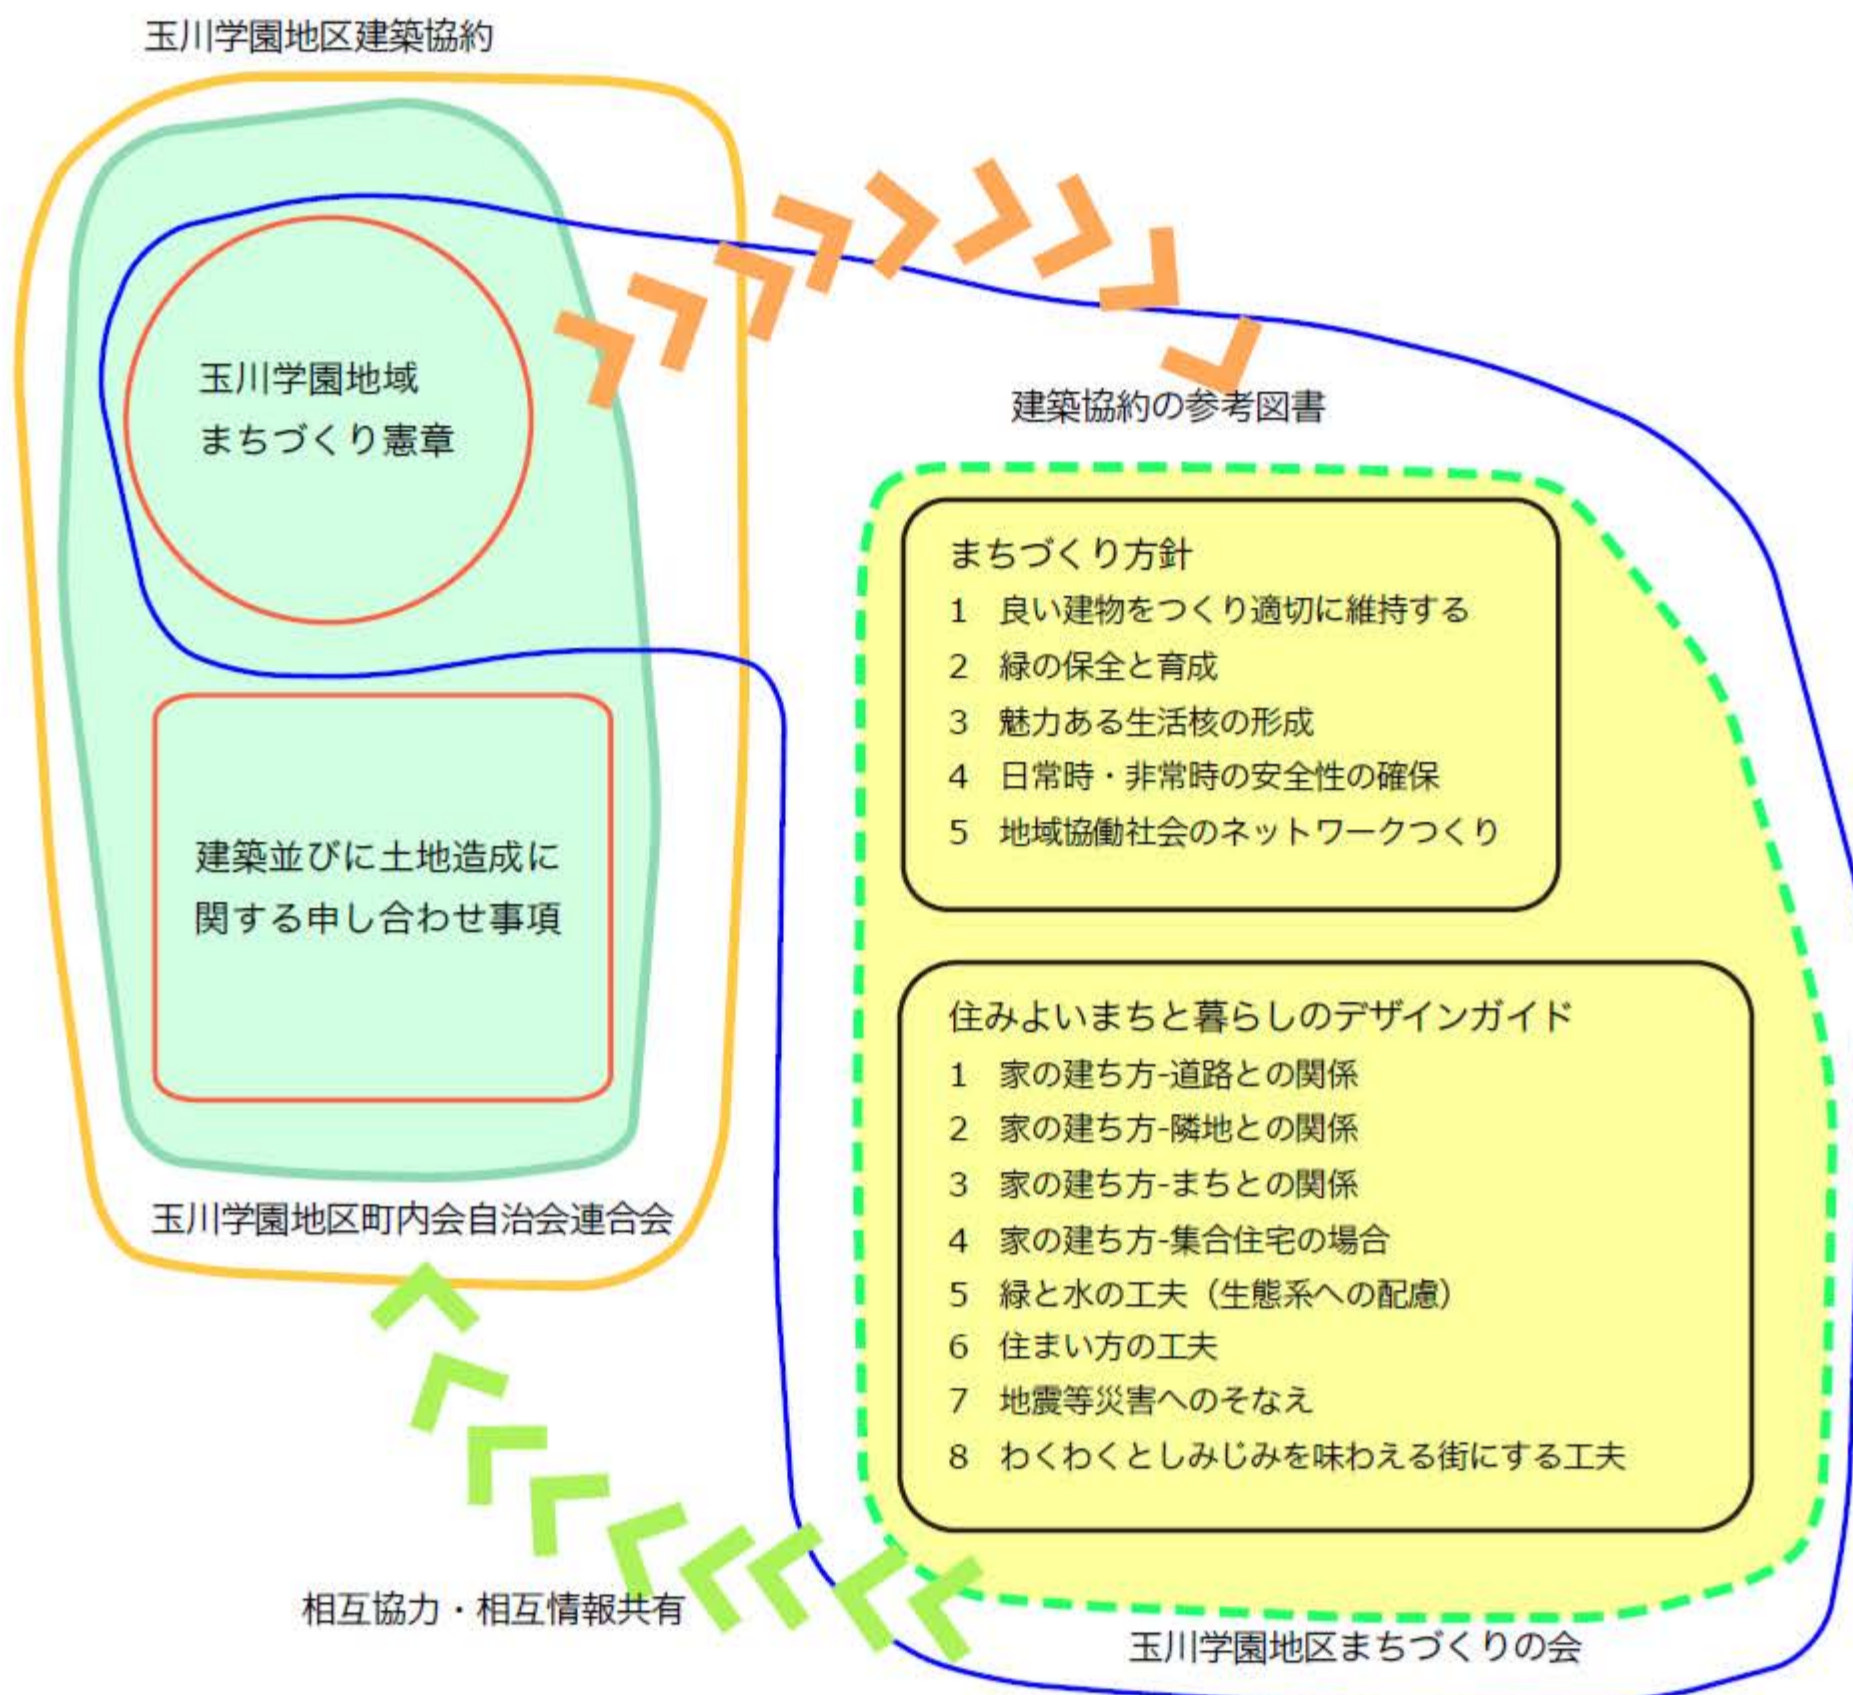 玉川学園地区建築協約
玉川学園地域
まちづくり憲章
建築並びに土地造成に
関する申し合わせ事項
玉川学園地区町内会自治会連合会
相互協力・相互情報共有
建築協約の参考図書
まちづくり方針
1 良い建物をつくり適切に維持する
2 緑の保全と育成
3 魅力ある生活核の形成
4 日常時・非常時の安全性の確保
5 地域協働社会のネットワークつくり
住みよいまちと暮らしのデザインガイド
1 家の建ち方-道路との関係
2 家の建ち方-隣地との関係
3 家の建ち方-まちとの関係
4 家の建ち方-集合住宅の場合
5 緑と水の工夫（生態系への配慮）
6 住まい方の工夫
7 地震等災害へのそなえ
8 わくわくとしみじみを味わえる街にする工夫
玉川学園地区まちづくりの会